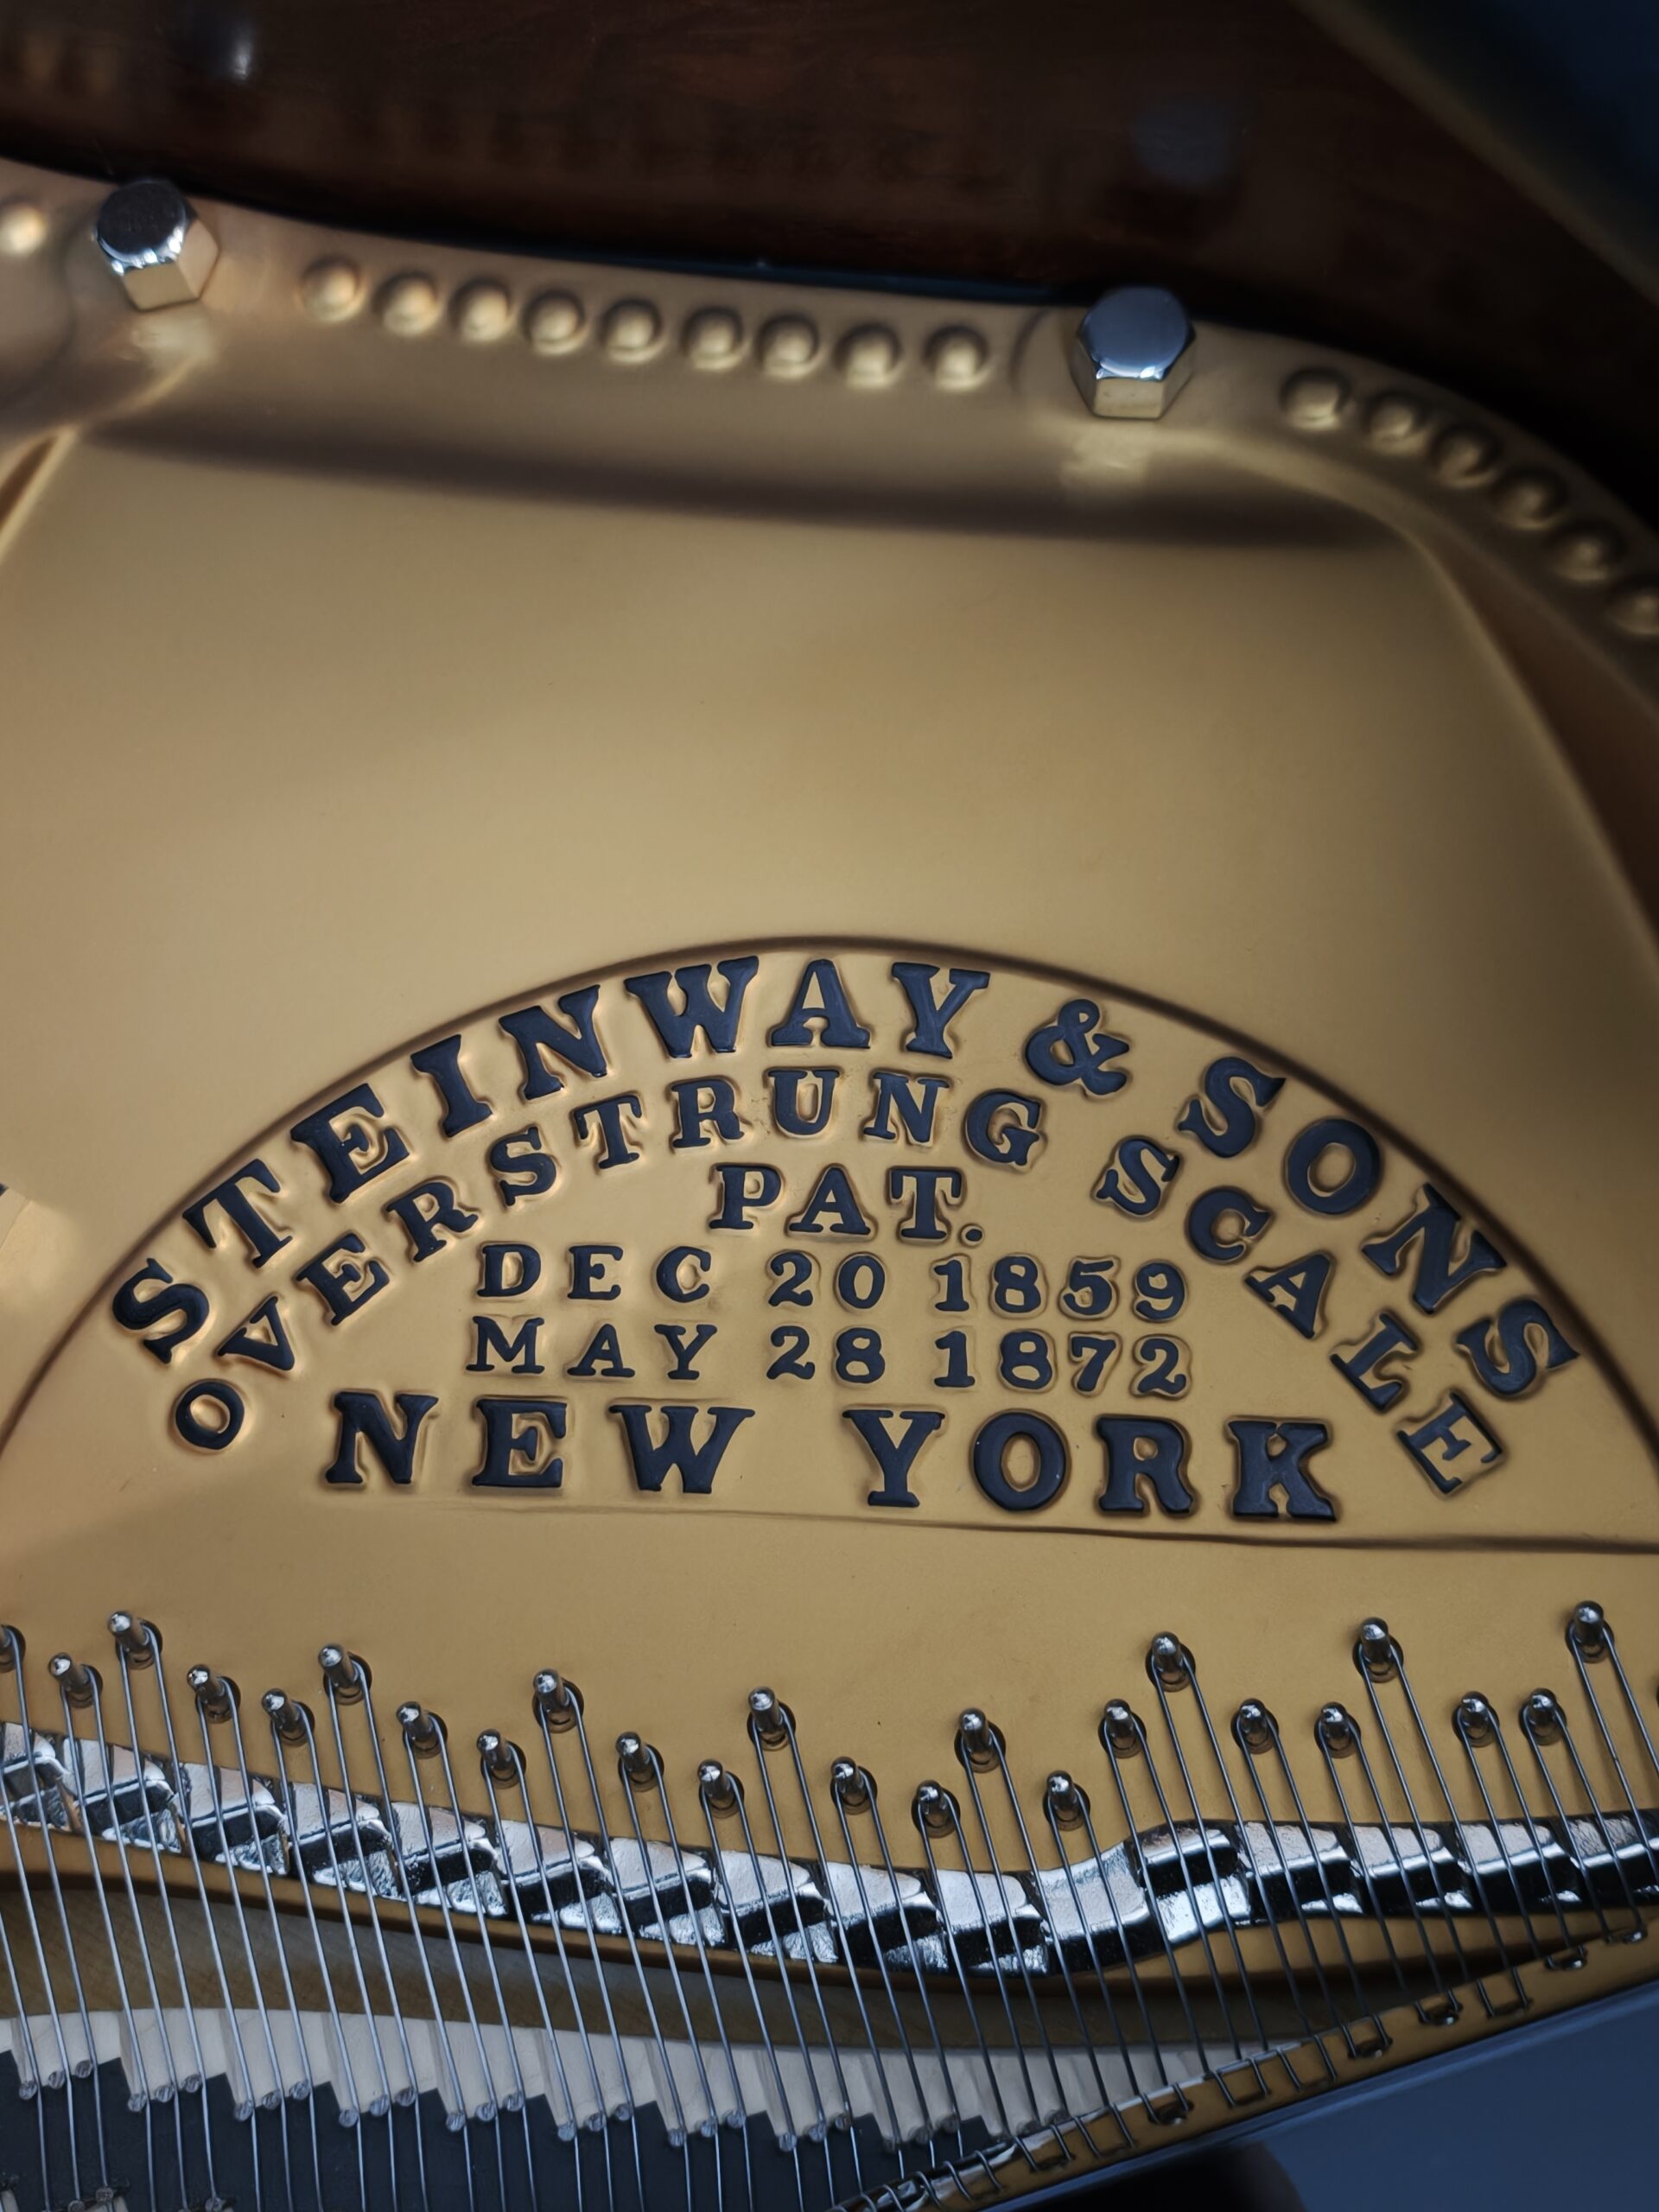 STEINWAY & SONS
OVERSTRUNG SCALE
PAT.
DEC 20 1859
MAY 28 1872
NEW YORK